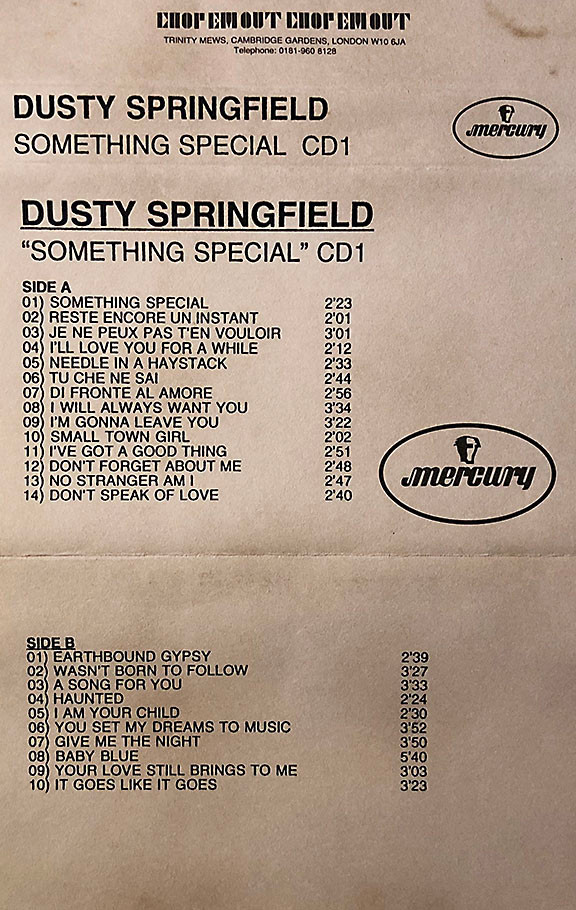 CHOP EM OUT CHOP EM OUT
TRINITY MEWS, CAMBRIDGE GARDENS, LONDON W10 6JA
Telephone: 0181-960 8128
DUSTY SPRINGFIELD
SOMETHING SPECIAL CD1
mercury
DUSTY SPRINGFIELD
“SOMETHING SPECIAL” CD1
SIDE A
01) SOMETHING SPECIAL 2'23
02) RESTE ENCORE UN INSTANT 2'01
03) JE NE PEUX PAS T'EN VOULOIR 3'01
04) I'LL LOVE YOU FOR A WHILE 2'12
05) NEEDLE IN A HAYSTACK 2'33
06) TU CHE NE SAI 2'44
07) DI FRONTE AL AMORE 2'56
08) I WILL ALWAYS WANT YOU 3'34
09) I'M GONNA LEAVE YOU 3'22
10) SMALL TOWN GIRL 2'02
11) I'VE GOT A GOOD THING 2'51
12) DON'T FORGET ABOUT ME 2'48
13) NO STRANGER AM I 2'47
14) DON'T SPEAK OF LOVE 2'40
mercury
SIDE B
01) EARTHBOUND GYPSY 2'39
02) WASN'T BORN TO FOLLOW 3'27
03) A SONG FOR YOU 3'33
04) HAUNTED 2'24
05) I AM YOUR CHILD 2'30
06) YOU SET MY DREAMS TO MUSIC 3'52
07) GIVE ME THE NIGHT 3'50
08) BABY BLUE 5'40
09) YOUR LOVE STILL BRINGS TO ME 3'03
10) IT GOES LIKE IT GOES 3'23